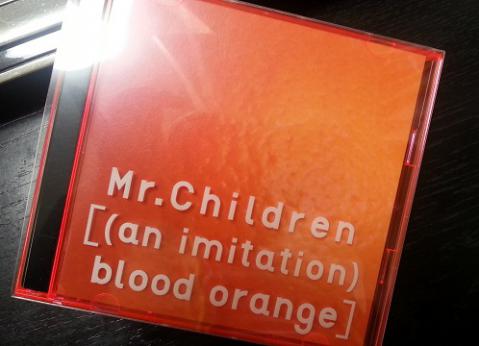 Mr.Children
[(an imitation)
blood orange]